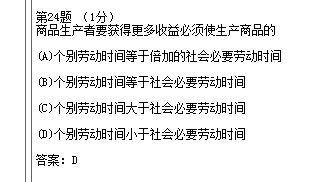 第24题 （1分）
商品生产者要获得更多收益必须使生产商品的
(A)个别劳动时间等于倍加的社会必要劳动时间
(B)个别劳动时间等于社会必要劳动时间
(C)个别劳动时间大于社会必要劳动时间
(D)个别劳动时间小于社会必要劳动时间
答案：D